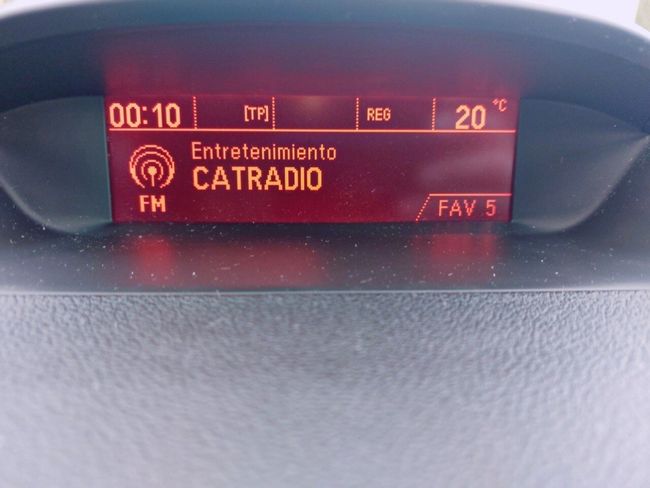 00:10 [TP] REG 20 °C
Entretenimiento
CATRADIO
FM
FAV 5